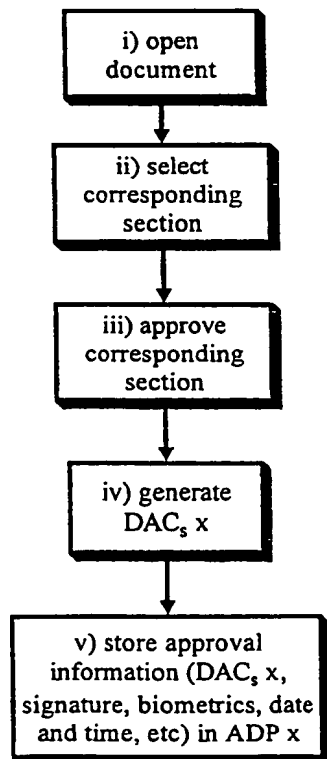 i) open
document
ii) select
corresponding
section
iii) approve
corresponding
section
iv) generate
DACₛ x
v) store approval
information (DACₛ x,
signature, biometrics, date
and time, etc) in ADP x